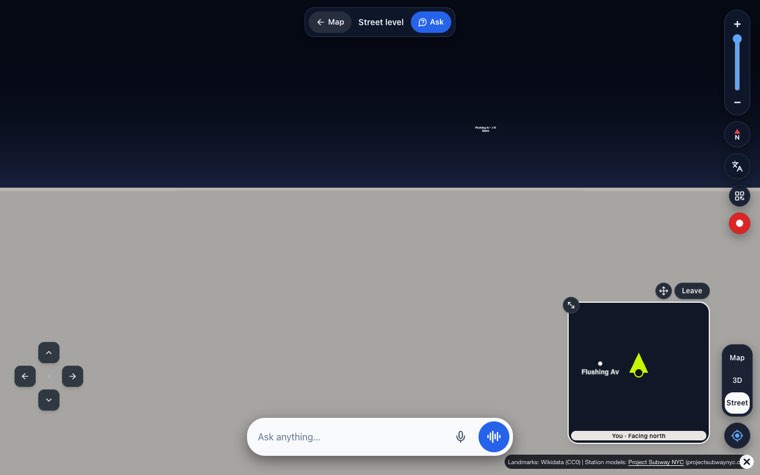 Map
Street level
Ask
N
Leave
Flushing Av
You · Facing north
Map
3D
Street
Ask anything...
Landmarks: Wikidata (CC0) | Station models: Project Subway NYC (projectsubwaynyc.c